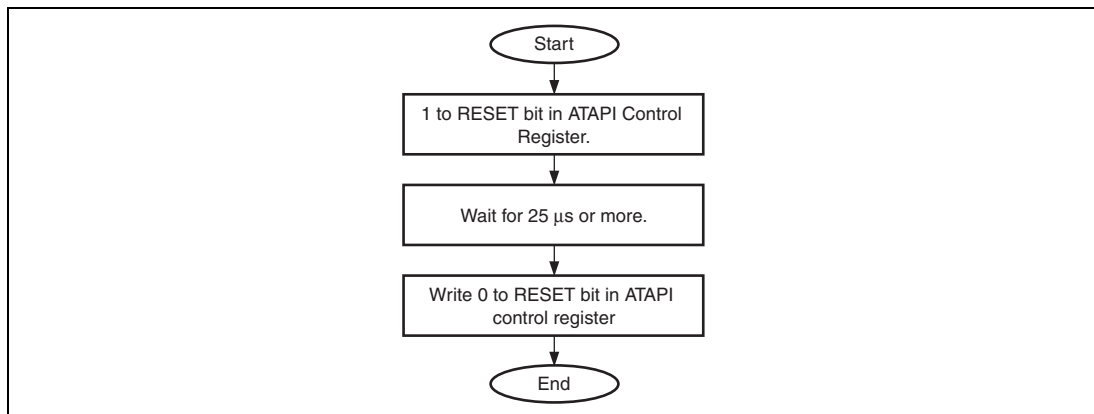 Start
1 to RESET bit in ATAPI Control
Register.
Wait for 25 μs or more.
Write 0 to RESET bit in ATAPI
control register
End